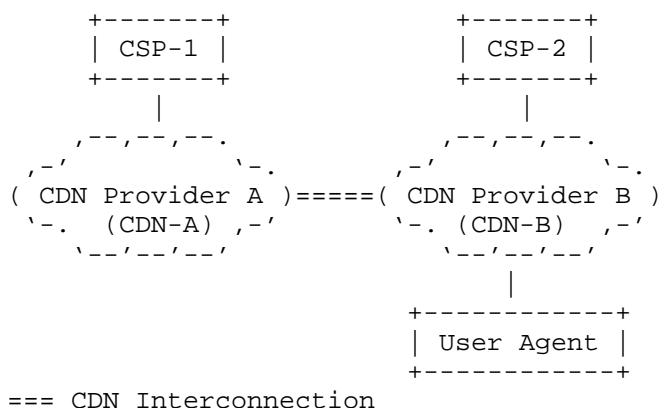 +-------+ +-------+
| CSP-1 | | CSP-2 |
+-------+ +-------+
| |
,--,--,--. ,--,--,--.
,-' `-. ,-' `-.
( CDN Provider A )=====( CDN Provider B )
`-. (CDN-A) ,-' `-. (CDN-B) ,-'
`--'--'--' `--'--'--'
|
+------------+
| User Agent |
+------------+
=== CDN Interconnection